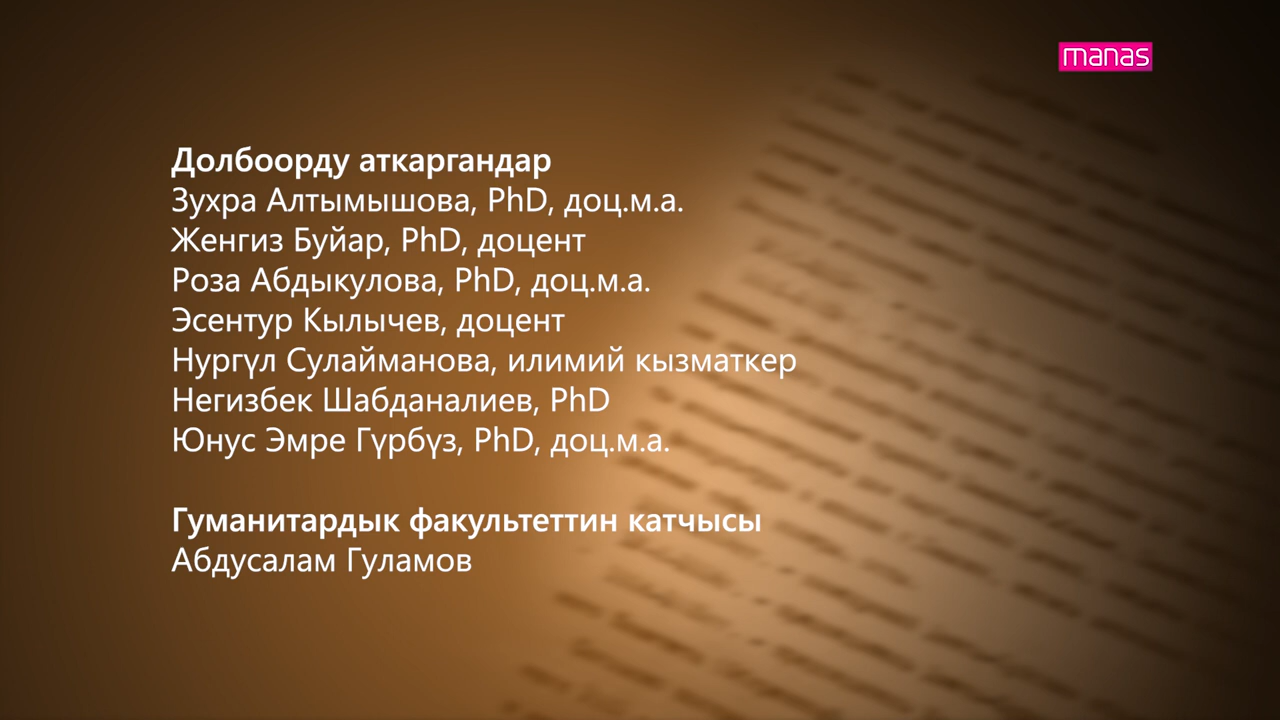 manas
Долбоорду аткаргандар
Зухра Алтымышова, PhD, доц.м.а.
Женгиз Буйар, PhD, доцент
Роза Абдыкулова, PhD, доц.м.а.
Эсентур Кылычев, доцент
Нургүл Сулайманова, илимий кызматкер
Негизбек Шабданалиев, PhD
Юнус Эмре Гүрбүз, PhD, доц.м.а.
Гуманитардык факультеттин катчысы
Абдусалам Гуламов